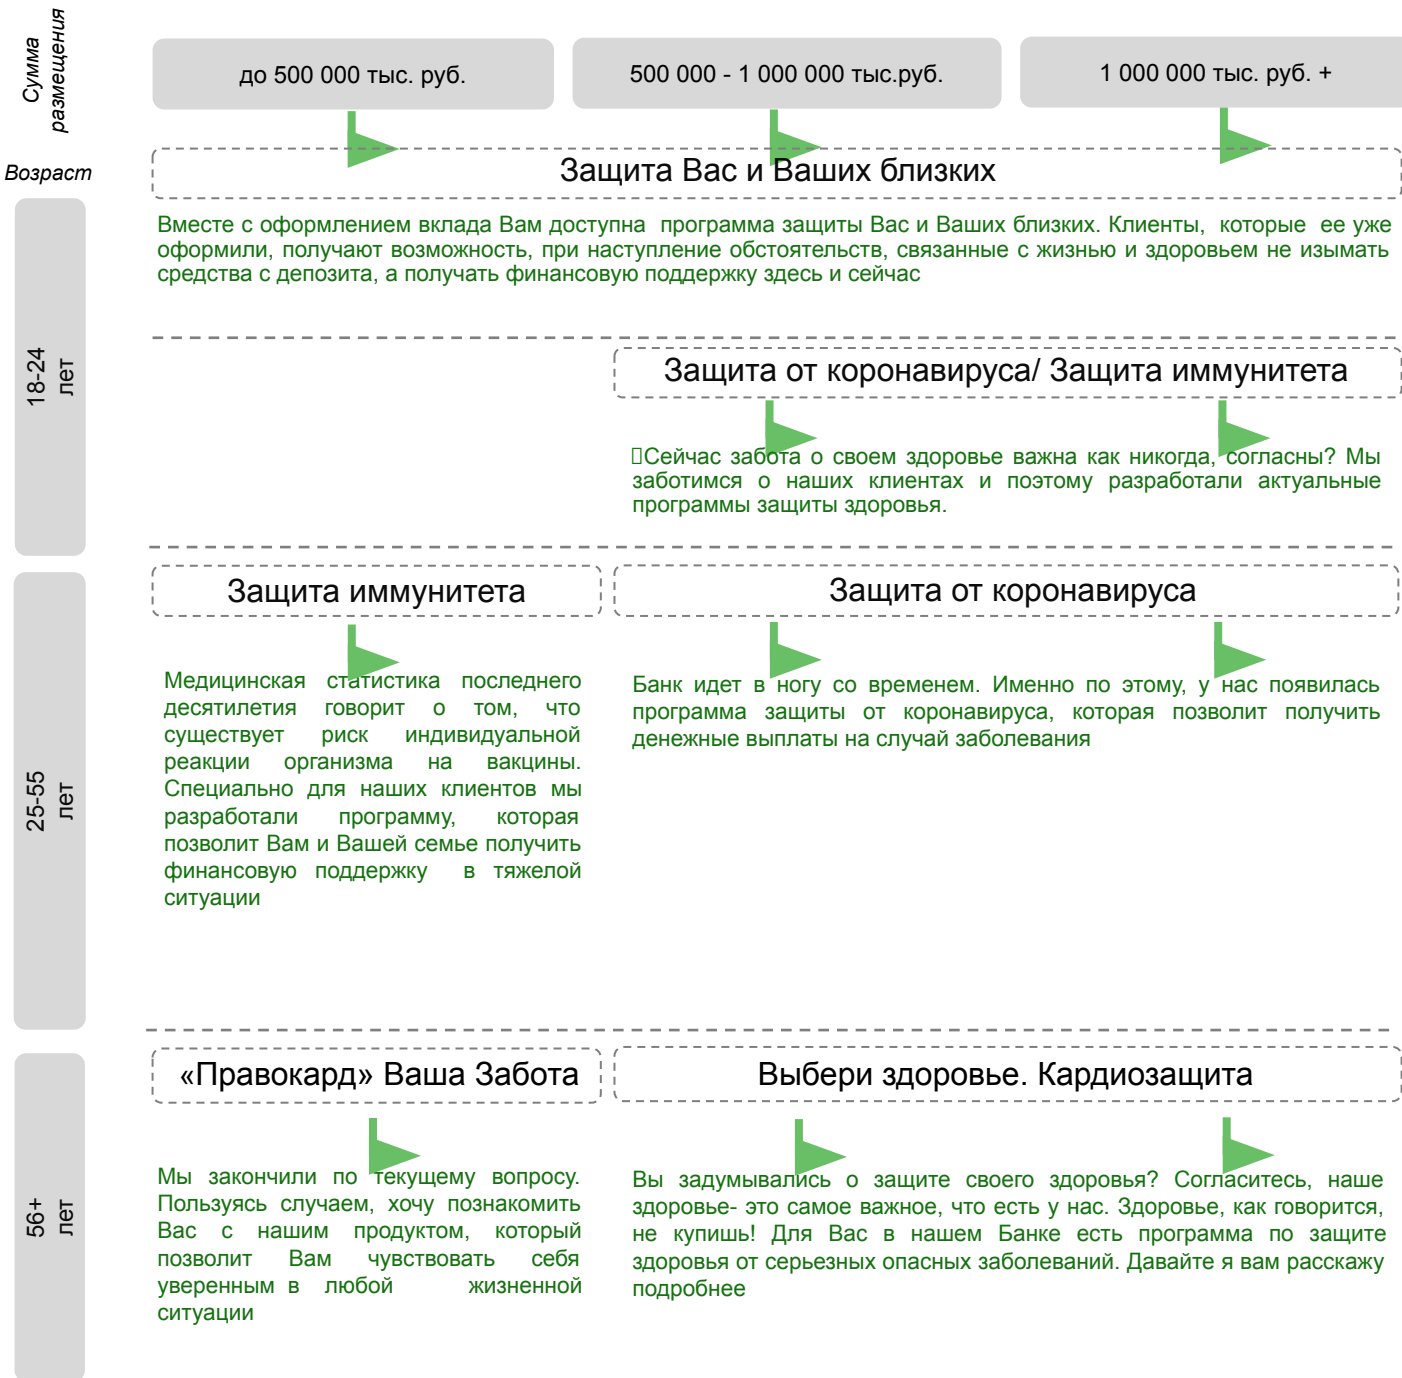 Сумма
размещения
до 500 000 тыс. руб.
500 000 - 1 000 000 тыс.руб.
1 000 000 тыс. руб. +
Возраст
Защита Вас и Ваших близких
18-24
лет
Вместе с оформлением вклада Вам доступна программа защиты Вас и Ваших близких. Клиенты, которые ее уже
оформили, получают возможность, при наступление обстоятельств, связанные с жизнью и здоровьем не изымать
средства с депозита, а получать финансовую поддержку здесь и сейчас
Защита от коронавируса/ Защита иммунитета
Сейчас забота о своем здоровье важна как никогда, согласны? Мы
заботимся о наших клиентах и поэтому разработали актуальные
программы защиты здоровья.
25-55
лет
Защита иммунитета
Медицинская статистика последнего
десятилетия говорит о том, что
существует риск индивидуальной
реакции организма на вакцины.
Специально для наших клиентов мы
разработали программу, которая
позволит Вам и Вашей семье получить
финансовую поддержку в тяжелой
ситуации
Защита от коронавируса
Банк идет в ногу со временем. Именно по этому, у нас появилась
программа защиты от коронавируса, которая позволит получить
денежные выплаты на случай заболевания
56+
лет
«Правокард» Ваша Забота
Мы закончили по текущему вопросу.
Пользуясь случаем, хочу познакомить
Вас с нашим продуктом, который
позволит Вам чувствовать себя
уверенным в любой жизненной
ситуации
Выбери здоровье. Кардиозащита
Вы задумывались о защите своего здоровья? Согласитесь, наше
здоровье- это самое важное, что есть у нас. Здоровье, как говорится,
не купишь! Для Вас в нашем Банке есть программа по защите
здоровья от серьезных опасных заболеваний. Давайте я вам расскажу
подробнее